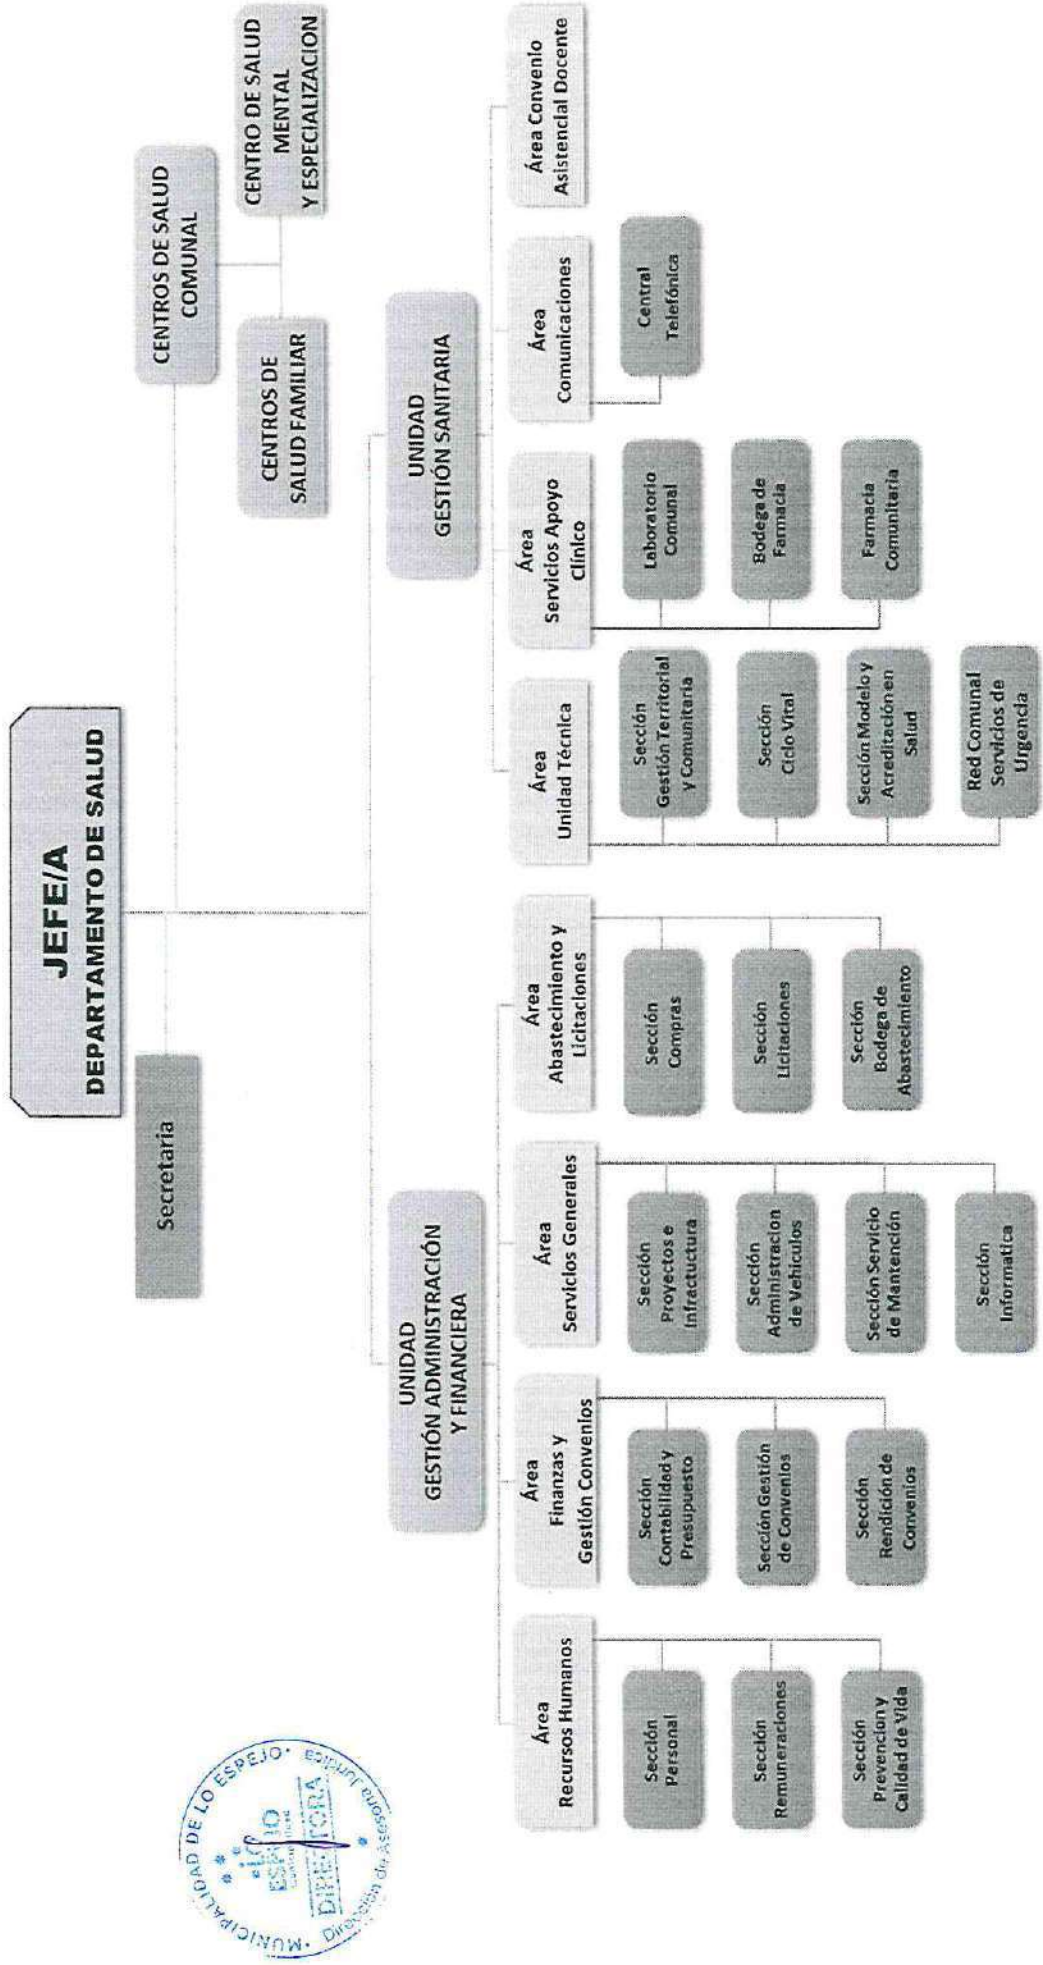 JEFE/A
DEPARTAMENTO DE SALUD
Secretaria
CENTROS DE SALUD
COMUNAL
CENTROS DE
SALUD FAMILIAR
CENTRO DE SALUD
MENTAL
Y ESPECIALIZACION
UNIDAD
GESTIÓN ADMINISTRACIÓN
Y FINANCIERA
UNIDAD
GESTIÓN SANITARIA
Área
Recursos Humanos
Sección
Personal
Sección
Remuneraciones
Sección
Prevencion y
Calidad de Vida
Área
Finanzas y
Gestión Convenios
Sección
Contabilidad y
Presupuesto
Sección Gestión
de Convenios
Sección
Rendición de
Convenios
Área
Servicios Generales
Sección
Proyectos e
Infractuctura
Sección
Administracion
de Vehiculos
Sección Servicio
de Mantención
Sección
Informatica
Área
Abastecimiento y
Licitaciones
Sección
Compras
Sección
Licitaciones
Sección
Bodega de
Abastecimiento
Área
Unidad Técnica
Sección
Gestión Territorial
y Comunitaria
Sección
Ciclo Vital
Sección Modelo y
Acreditación en
Salud
Red Comunal
Servicios de
Urgencia
Área
Servicios Apoyo
Clínico
Laboratorio
Comunal
Bodega de
Farmacia
Farmacia
Comunitaria
Área
Comunicaciones
Central
Telefónica
Área Convenio
Asistencial Docente
MUNICIPALIDAD DE LO ESPEJO
Lo
ESPEJO
DIRECTORA
Dirección de Asesoría Jurídica